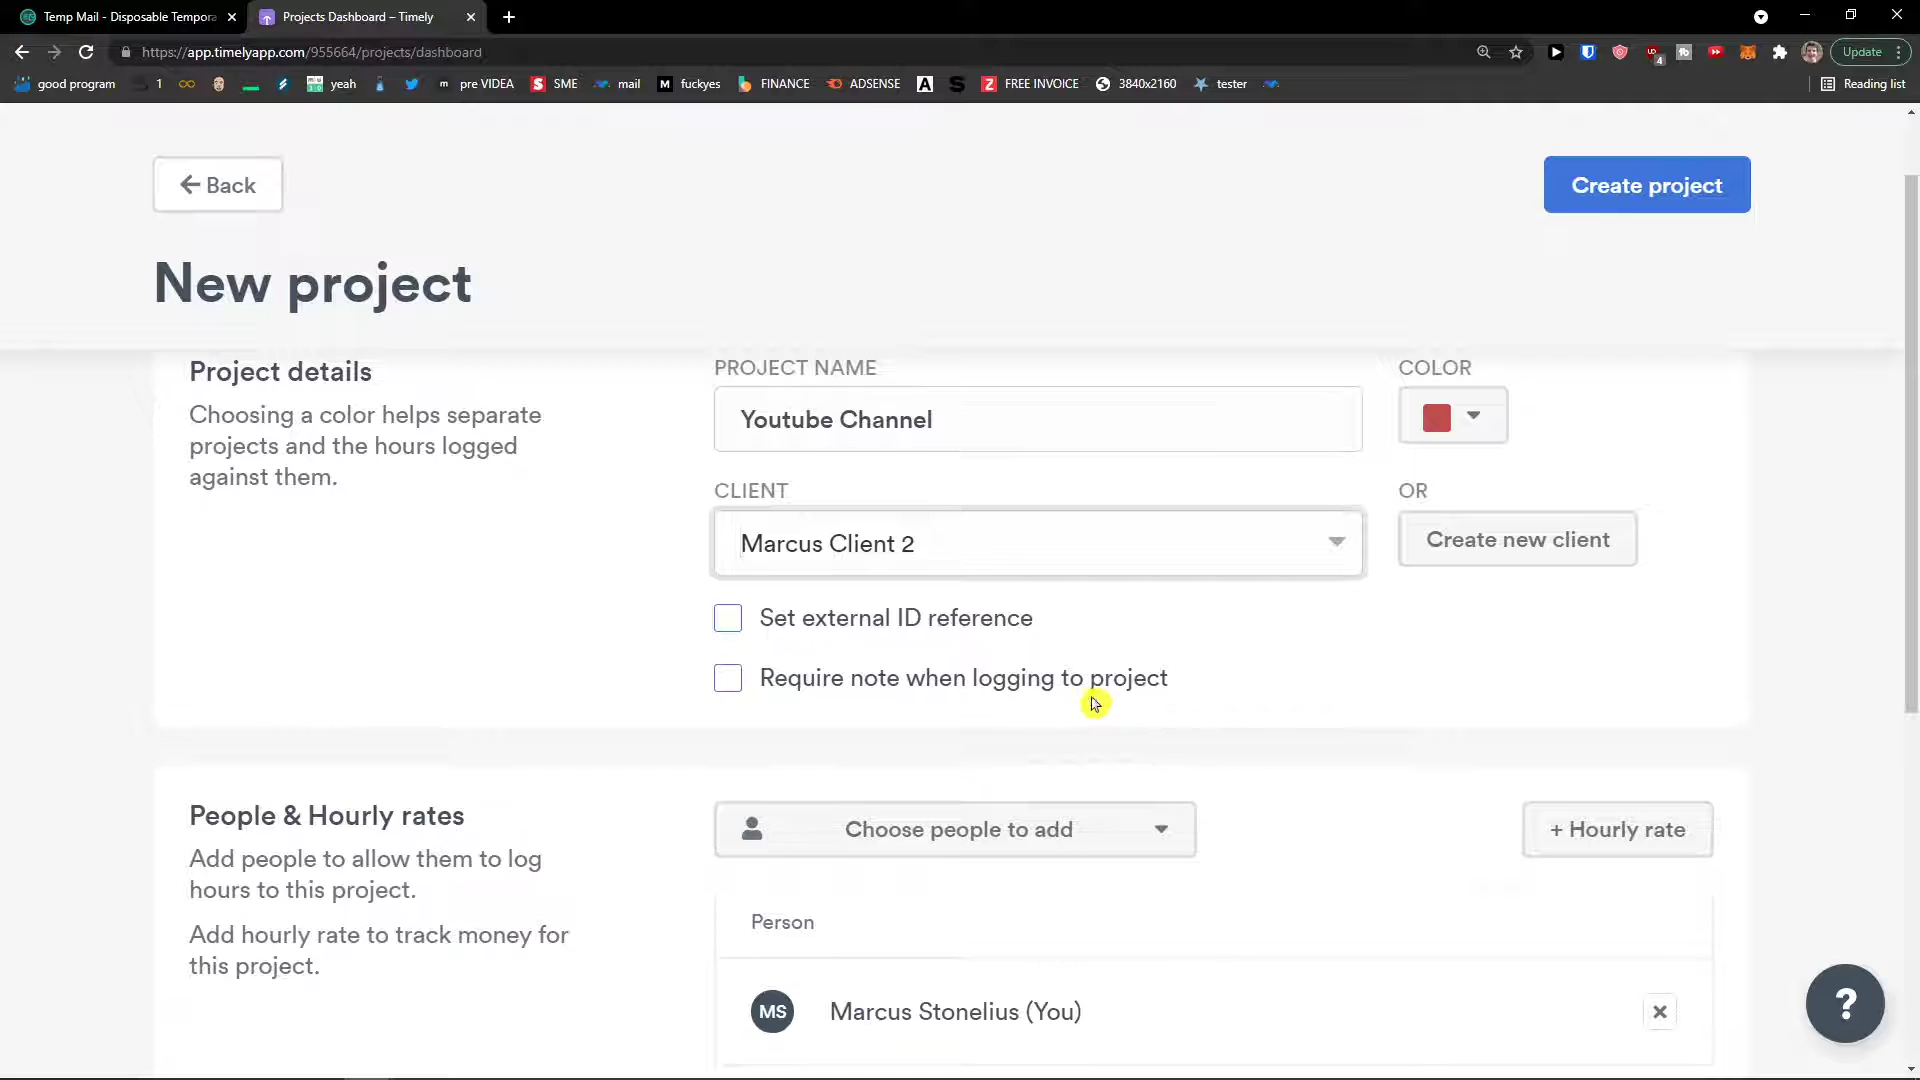 Temp Mail - Disposable Tempora
Projects Dashboard – Timely
https://app.timelyapp.com/955664/projects/dashboard
Update
good program
1
yeah
pre VIDEA
SME
mail
fuckyes
FINANCE
ADSENSE
FREE INVOICE
3840x2160
tester
Reading list
Back
Create project
New project
Project details
Choosing a color helps separate
projects and the hours logged
against them.
PROJECT NAME
COLOR
Youtube Channel
CLIENT
OR
Marcus Client 2
Create new client
Set external ID reference
Require note when logging to project
People & Hourly rates
Add people to allow them to log
hours to this project.
Add hourly rate to track money for
this project.
Choose people to add
+ Hourly rate
Person
MS
Marcus Stonelius (You)
?